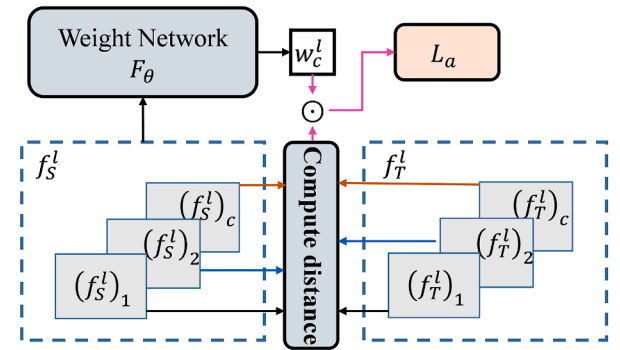 Weight Network
F_θ
w_c^l
L_a
⊙
f_S^l
f_T^l
(f_S^l)_c
(f_S^l)_2
(f_S^l)_1
Compute distance
(f_T^l)_c
(f_T^l)_2
(f_T^l)_1